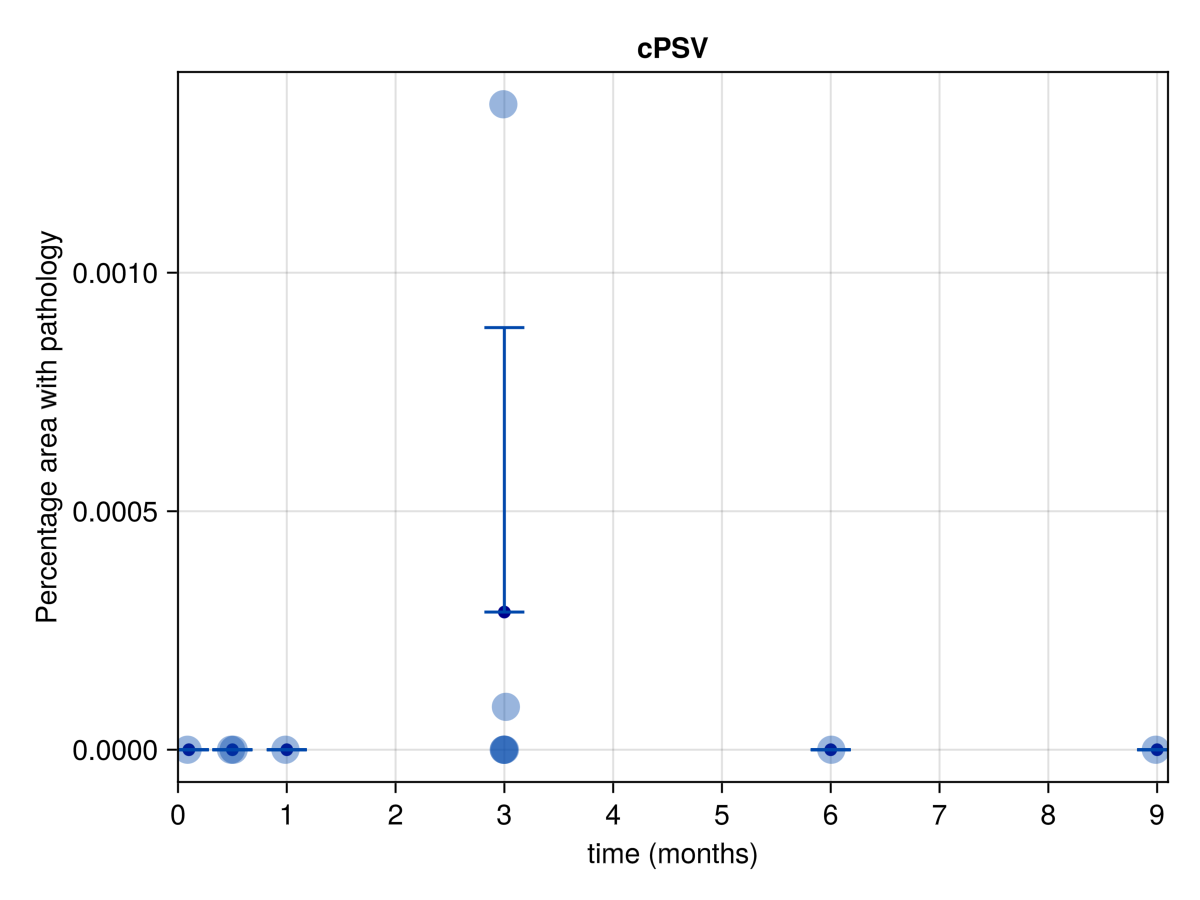 cPSV
Percentage area with pathology
0.0010
0.0005
0.0000
0 1 2 3 4 5 6 7 8 9
time (months)